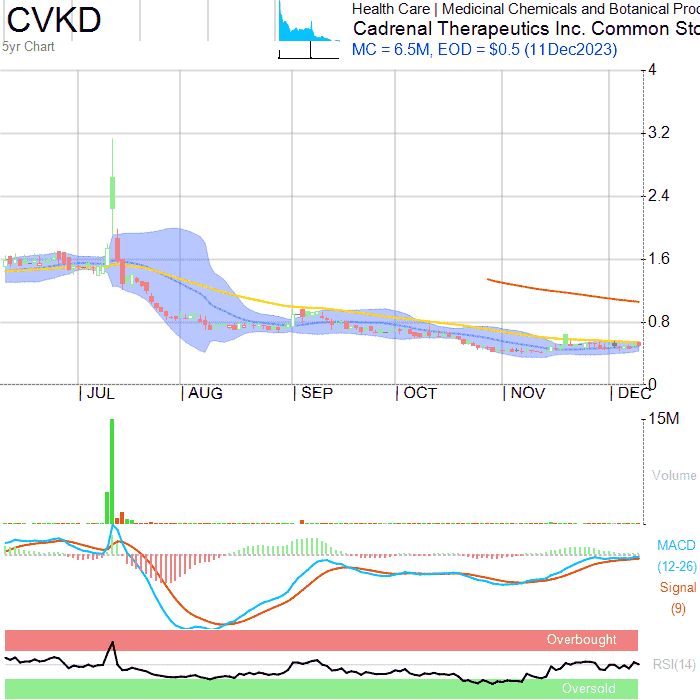 CVKD
5yr Chart
Health Care | Medicinal Chemicals and Botanical Proc
Cadrenal Therapeutics Inc. Common Sto
MC = 6.5M, EOD = $0.5 (11Dec2023)
4
3.2
2.4
1.6
0.8
0
JUL AUG SEP OCT NOV DEC
15M
Volume
MACD
(12-26)
Signal
(9)
Overbought
RSI(14)
Oversold